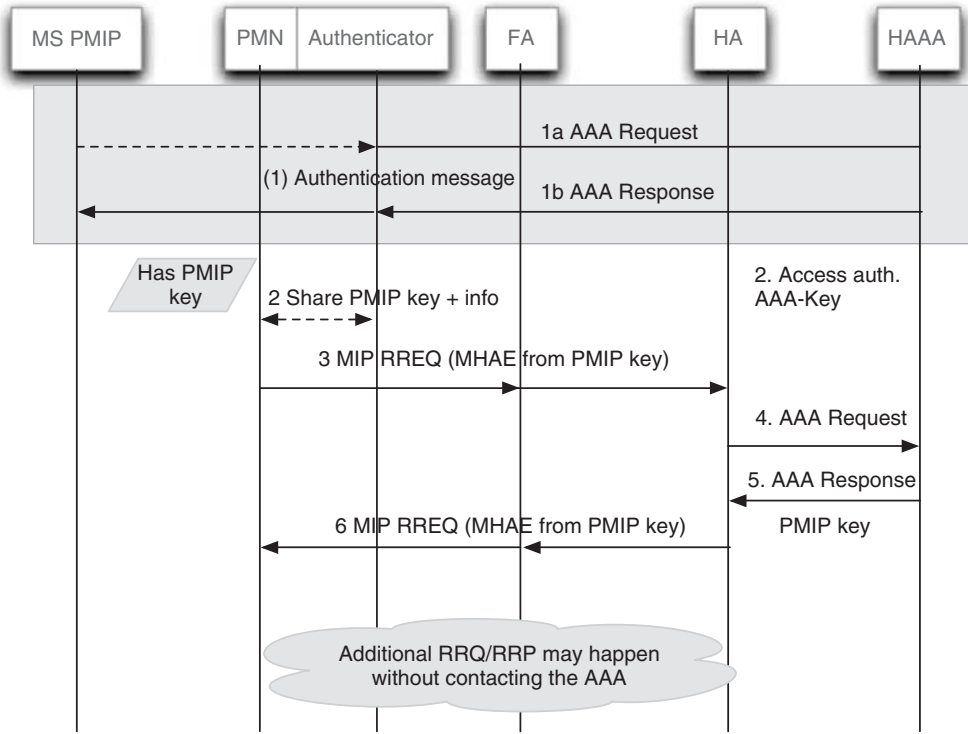 MS PMIP
PMN
Authenticator
FA
HA
HAAA
1a AAA Request
(1) Authentication message
1b AAA Response
Has PMIP
key
2 Share PMIP key + info
2. Access auth.
AAA-Key
3 MIP RREQ (MHAE from PMIP key)
4. AAA Request
5. AAA Response
PMIP key
6 MIP RREQ (MHAE from PMIP key)
Additional RRQ/RRP may happen
without contacting the AAA